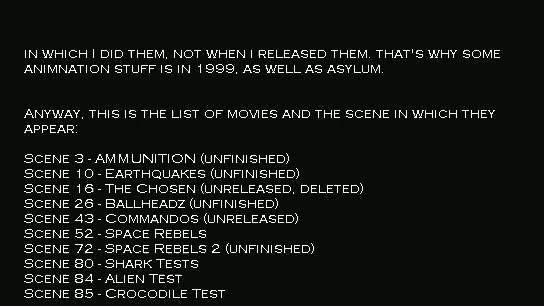 in which I did them, not when i released them. that's why some
animnation stuff is in 1999, as well as asylum.
Anyway, this is the list of movies and the scene in which they
appear:
Scene 3 - AMMUNITION (unfinished)
Scene 10 - Earthquakes (unfinished)
Scene 16 - The Chosen (unreleased, deleted)
Scene 26 - Ballheadz (unfinished)
Scene 43 - Commandos (unreleased)
Scene 52 - Space Rebels
Scene 72 - Space Rebels 2 (unfinished)
Scene 80 - Shark Tests
Scene 84 - Alien Test
Scene 85 - Crocodile Test